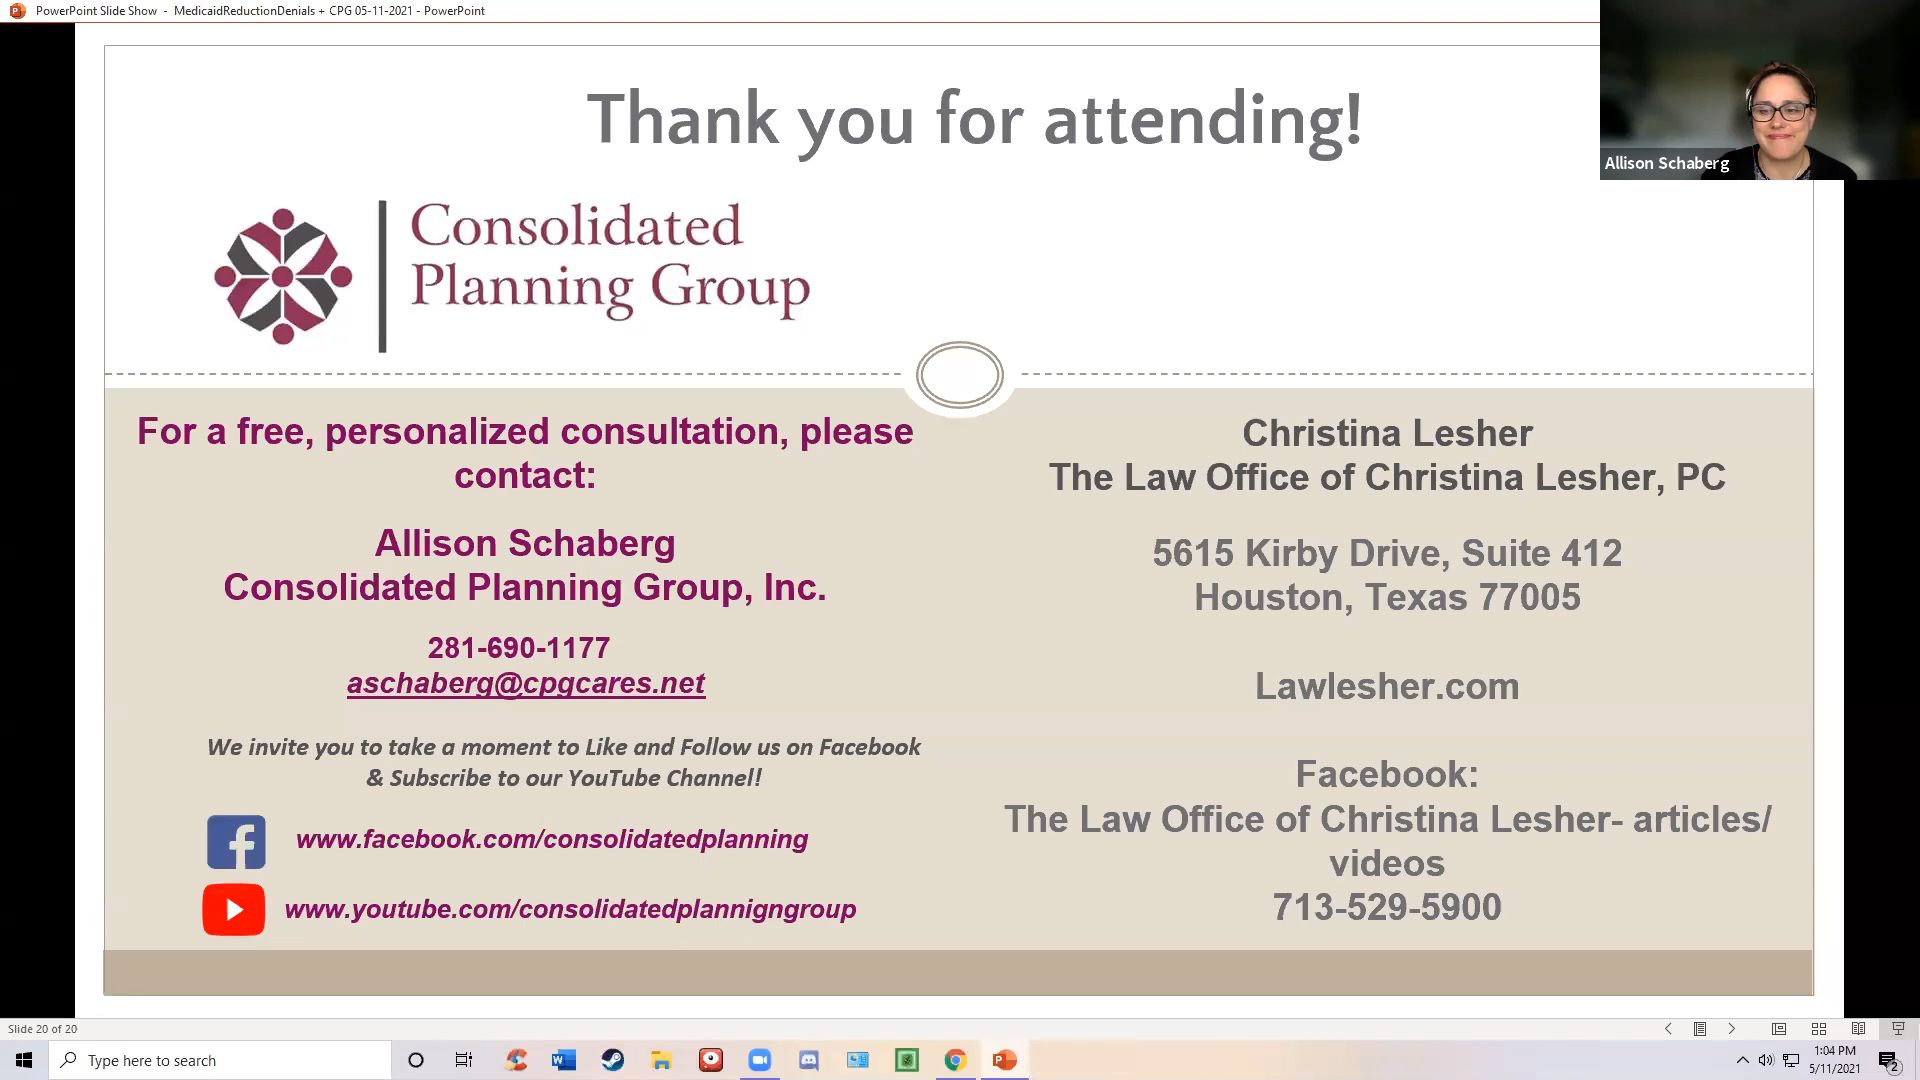 PowerPoint Slide Show - MedicaidReductionDenials + CPG 05-11-2021 - PowerPoint
Thank you for attending!
Allison Schaberg
Consolidated
Planning Group
For a free, personalized consultation, please
contact:
Allison Schaberg
Consolidated Planning Group, Inc.
281-690-1177
aschaberg@cpgcares.net
We invite you to take a moment to Like and Follow us on Facebook
& Subscribe to our YouTube Channel!
www.facebook.com/consolidatedplanning
www.youtube.com/consolidatedplannigngroup
Christina Lesher
The Law Office of Christina Lesher, PC
5615 Kirby Drive, Suite 412
Houston, Texas 77005
Lawlesher.com
Facebook:
The Law Office of Christina Lesher- articles/
videos
713-529-5900
Slide 20 of 20
Type here to search
1:04 PM
5/11/2021
2